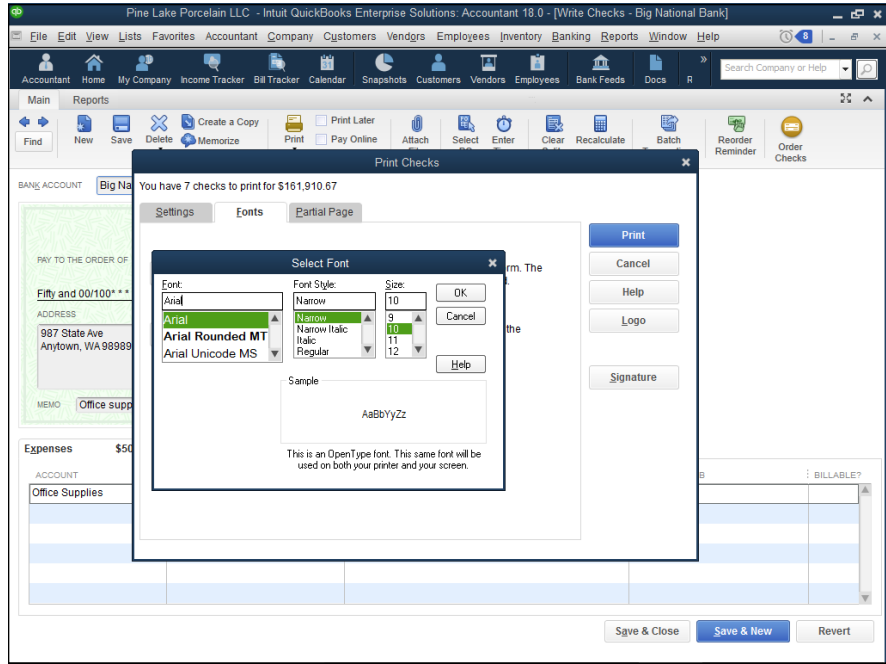 Pine Lake Porcelain LLC - Intuit QuickBooks Enterprise Solutions: Accountant 18.0 - [Write Checks - Big National Bank]
File Edit View Lists Favorites Accountant Company Customers Vendors Employees Inventory Banking Reports Window Help 8
Accountant Home My Company Income Tracker Bill Tracker Calendar Snapshots Customers Vendors Employees Bank Feeds Docs R » Search Company or Help
Main Reports
Find New Save Delete Create a Copy Memorize Print Print Later Pay Online Attach Select Enter Clear Recalculate Batch Reorder Reminder Order Checks
Print Checks
BANK ACCOUNT Big Na
You have 7 checks to print for $161,910.67
Settings Fonts Partial Page
Print
PAY TO THE ORDER OF
Select Font
rm. The
Cancel
Font: Font Style: Size:
Fifty and 00/100* * *
Arial Narrow 10 OK
Help
ADDRESS
Arial Narrow 9 Cancel
Logo
987 State Ave
Arial Rounded MT Narrow Italic 10
the
Anytown, WA 98989
Italic 11
Arial Unicode MS Regular 12
Help
Signature
Sample
MEMO Office supp
AaBbYyZz
Expenses $50
This is an OpenType font. This same font will be
used on both your printer and your screen.
ACCOUNT B BILLABLE?
Office Supplies
Save & Close Save & New Revert